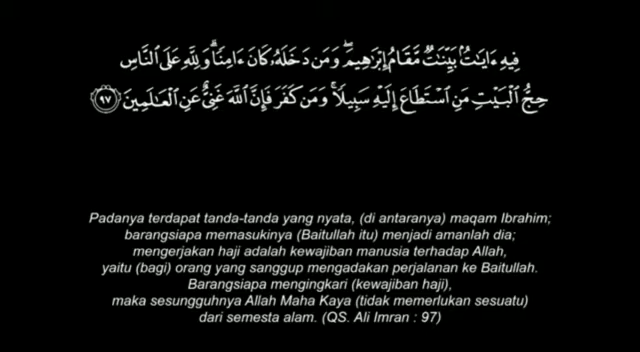 فِيهِ ءَايَٰتٌۢ بَيِّنَٰتٌ مَّقَامُ إِبْرَٰهِيمَ ۖ وَمَن دَخَلَهُۥ كَانَ ءَامِنًا ۗ وَلِلَّهِ عَلَى ٱلنَّاسِ
حِجُّ ٱلْبَيْتِ مَنِ ٱسْتَطَاعَ إِلَيْهِ سَبِيلًا ۚ وَمَن كَفَرَ فَإِنَّ ٱللَّهَ غَنِىٌّ عَنِ ٱلْعَٰلَمِينَ ٩٧
Padanya terdapat tanda-tanda yang nyata, (di antaranya) maqam Ibrahim;
barangsiapa memasukinya (Baitullah itu) menjadi amanlah dia;
mengerjakan haji adalah kewajiban manusia terhadap Allah,
yaitu (bagi) orang yang sanggup mengadakan perjalanan ke Baitullah.
Barangsiapa mengingkari (kewajiban haji),
maka sesungguhnya Allah Maha Kaya (tidak memerlukan sesuatu)
dari semesta alam. (QS. Ali Imran : 97)